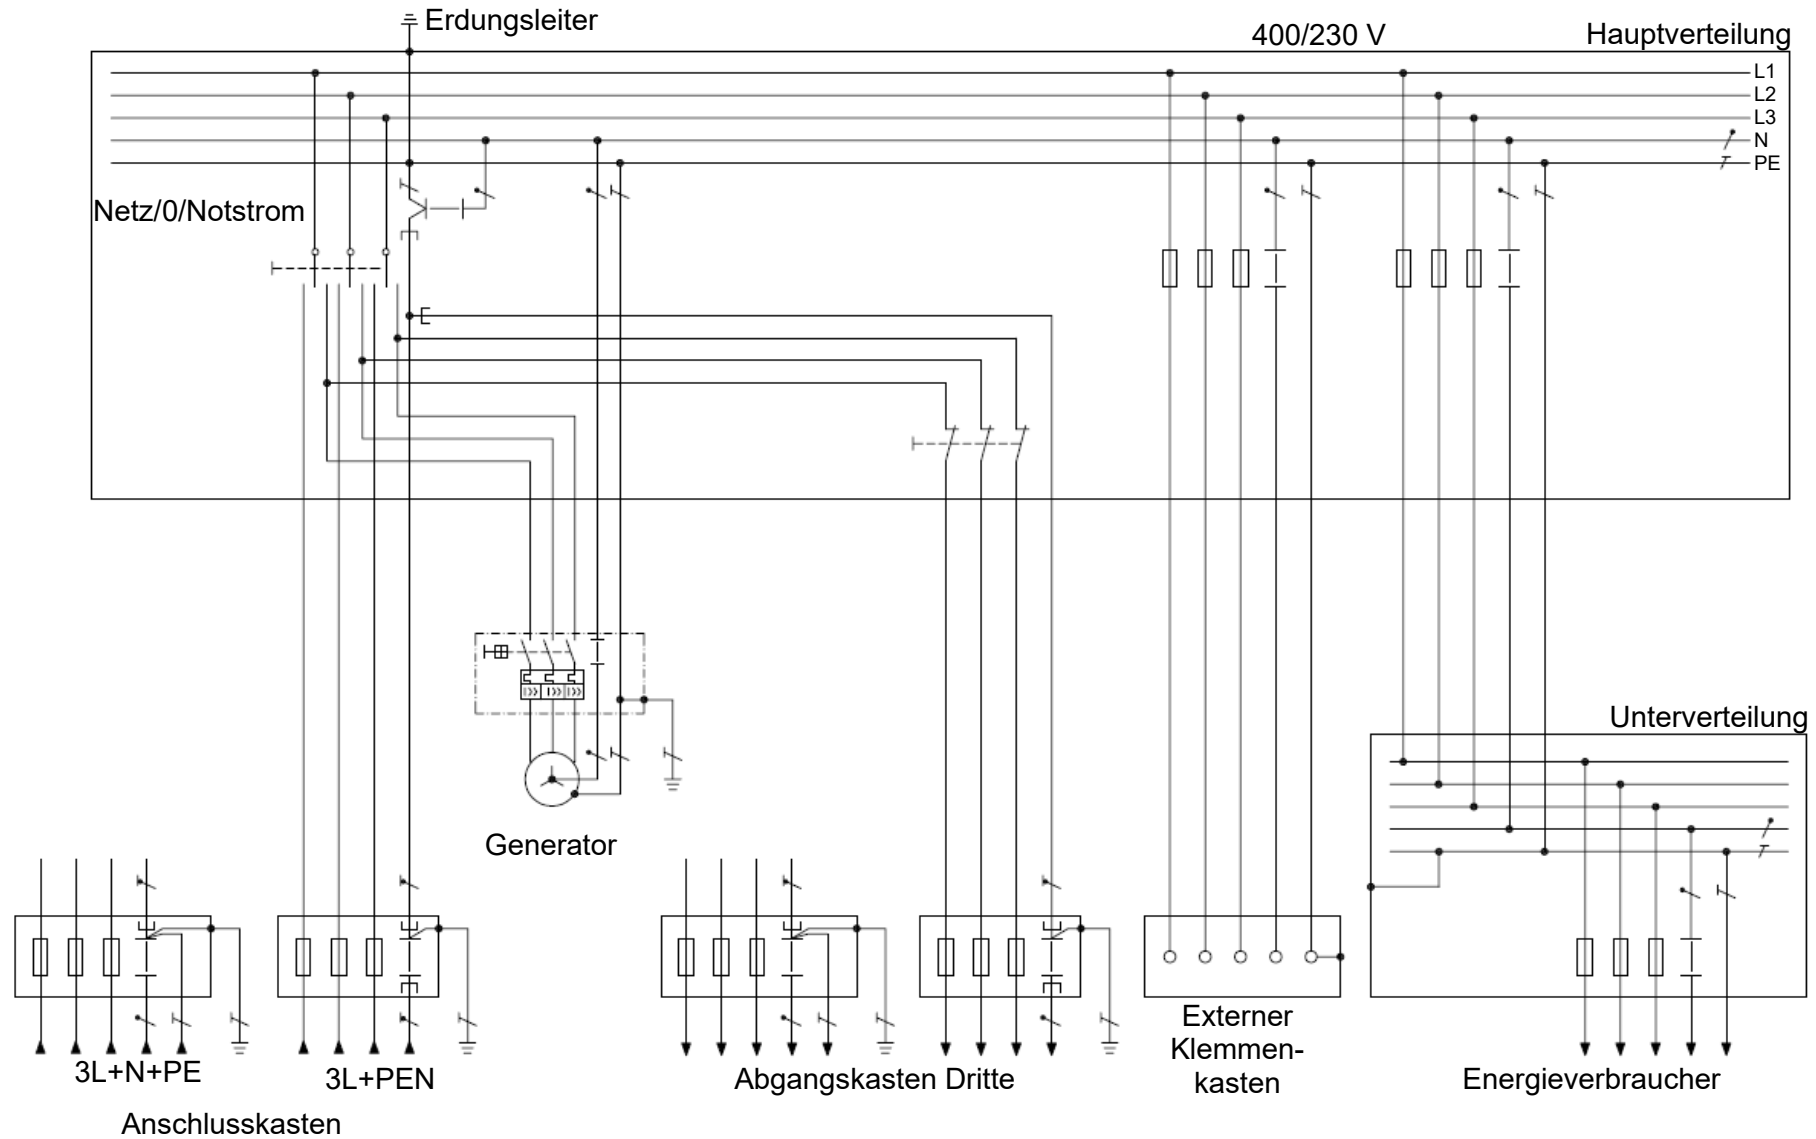 Erdungsleiter
400/230 V
Hauptverteilung
L1
L2
L3
N
PE
Netz/0/Notstrom
I>> I>> I>>
Unterverteilung
Generator
3L+N+PE
3L+PEN
Anschlusskasten
Abgangskasten Dritte
Externer
Klemmen-
kasten
Energieverbraucher